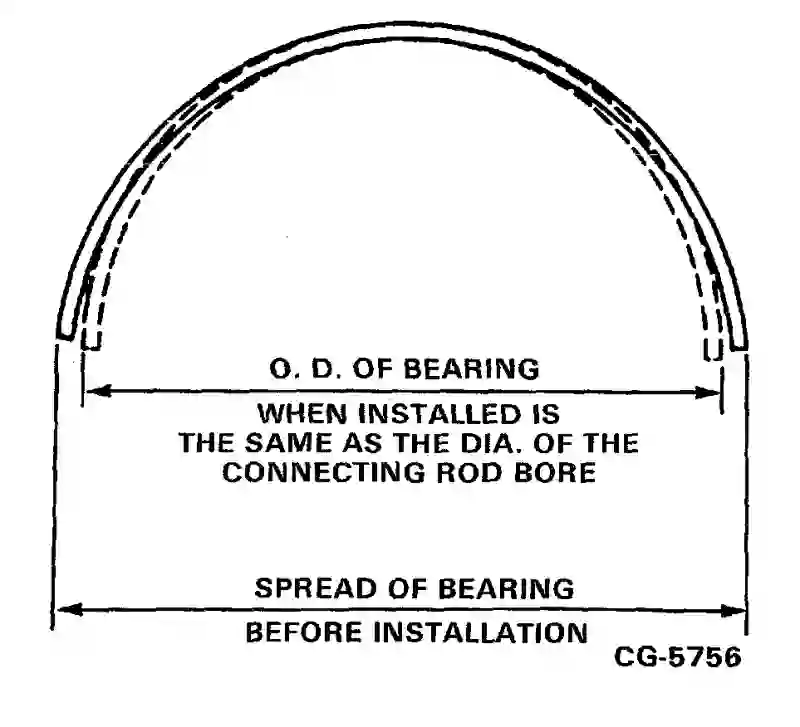 O. D. OF BEARING
WHEN INSTALLED IS
THE SAME AS THE DIA. OF THE
CONNECTING ROD BORE
SPREAD OF BEARING
BEFORE INSTALLATION
CG-5756